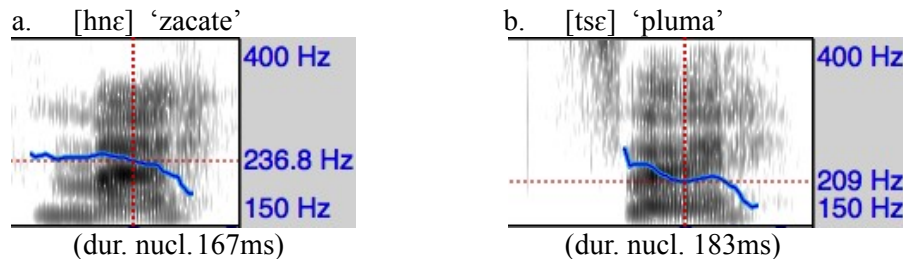 a. [hnɛ] 'zacate'
b. [tsɛ] 'pluma'
400 Hz
236.8 Hz
150 Hz
400 Hz
209 Hz
150 Hz
(dur. nucl. 167ms)
(dur. nucl. 183ms)